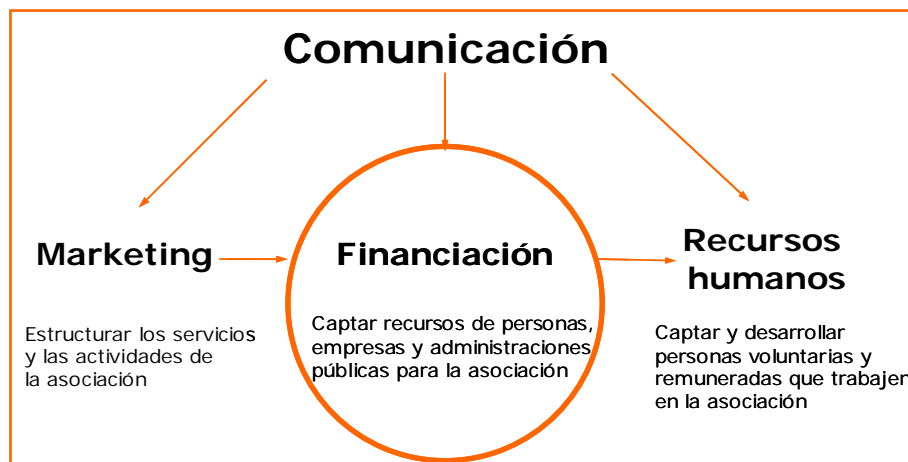 Comunicación
Marketing
Estructurar los servicios
y las actividades de
la asociación
Financiación
Captar recursos de personas,
empresas y administraciones
públicas para la asociación
Recursos
humanos
Captar y desarrollar
personas voluntarias y
remuneradas que trabajen
en la asociación